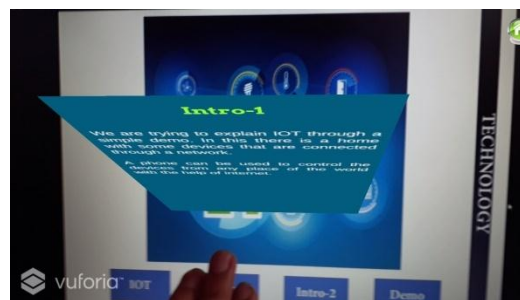 Intro-1
We are trying to explain IOT through a
simple demo. In this there is a home
with some devices that are connected
through a network.
A phone can be used to control the
devices from any place of the world
with the help of internet.
TECHNOLOGY
vuforia
IOT
Intro-2
Demo